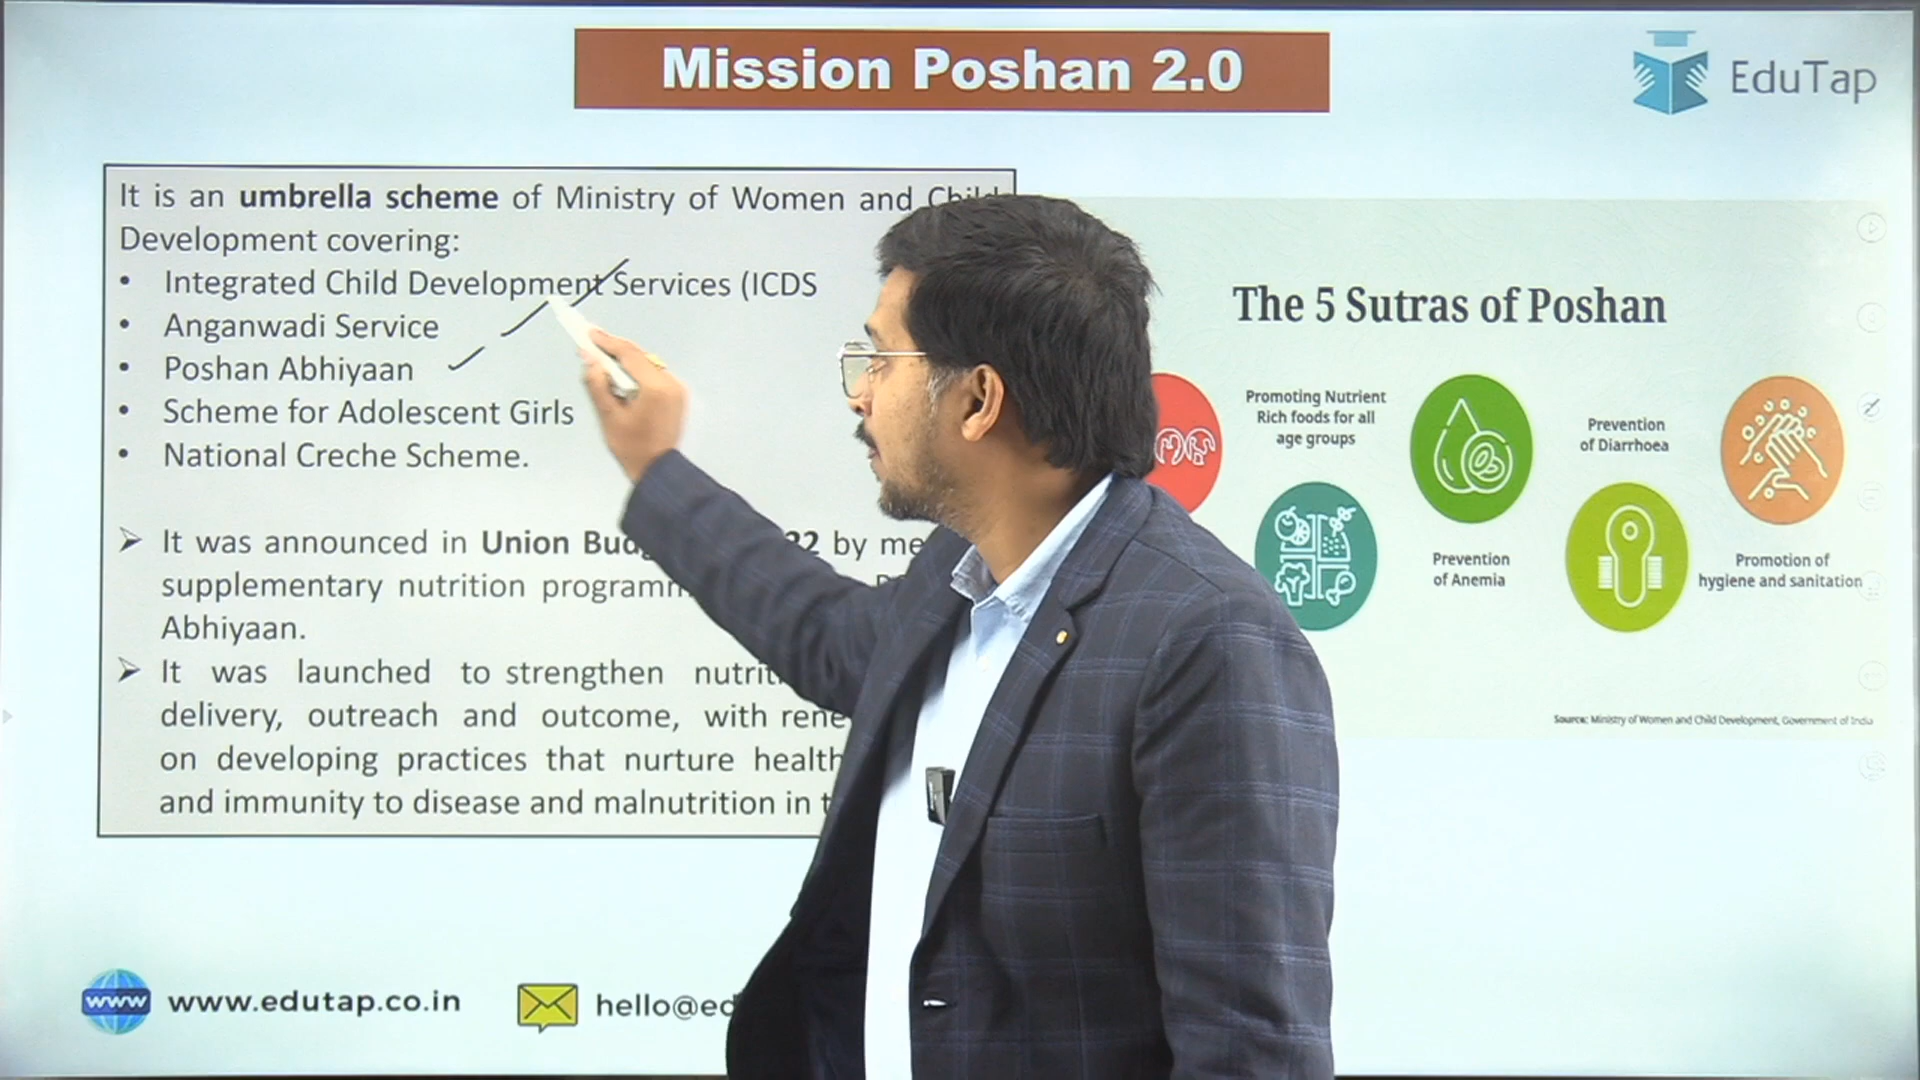 Mission Poshan 2.0
EduTap
It is an umbrella scheme of Ministry of Women and Child
Development covering:
• Integrated Child Development Services (ICDS
• Anganwadi Service
• Poshan Abhiyaan
• Scheme for Adolescent Girls
• National Creche Scheme.
➢ It was announced in Union 22 by
supplementary nutrition
Abhiyaan.
➢ It was launched to strengthen
delivery, outreach and outcome, with
on developing practices that nurture
and immunity to disease and malnutrition in
The 5 Sutras of Poshan
Promoting Nutrient
Rich foods for all
age groups
Prevention
of Anemia
Prevention
of Diarrhoea
Promotion of
hygiene and sanitation
Source: Ministry of Women and Child Development, Government of India
www
www.edutap.co.in
hello@ed